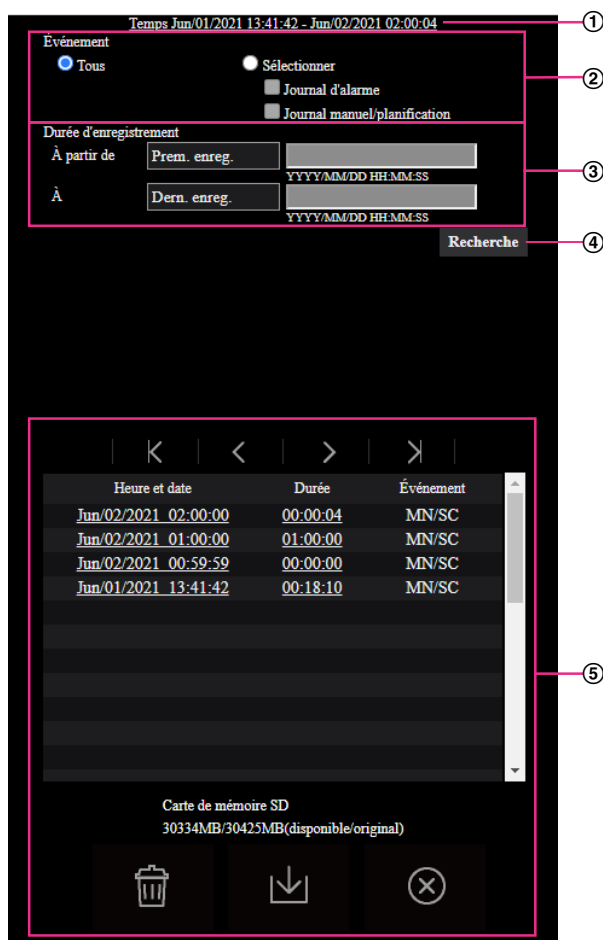 Temps Jun/01/2021 13:41:42 - Jun/02/2021 02:00:04
①
Événement
Tous
Sélectionner
②
Journal d'alarme
Journal manuel/planification
Durée d'enregistrement
À partir de
Prem. enreg.
YYYY/MM/DD HH:MM:SS
③
À
Dern. enreg.
YYYY/MM/DD HH:MM:SS
Recherche
④
Heure et date Durée Événement
Jun/02/2021 02:00:00 00:00:04 MN/SC
Jun/02/2021 01:00:00 01:00:00 MN/SC
Jun/02/2021 00:59:59 00:00:00 MN/SC
Jun/01/2021 13:41:42 00:18:10 MN/SC
⑤
Carte de mémoire SD
30334MB/30425MB(disponible/original)